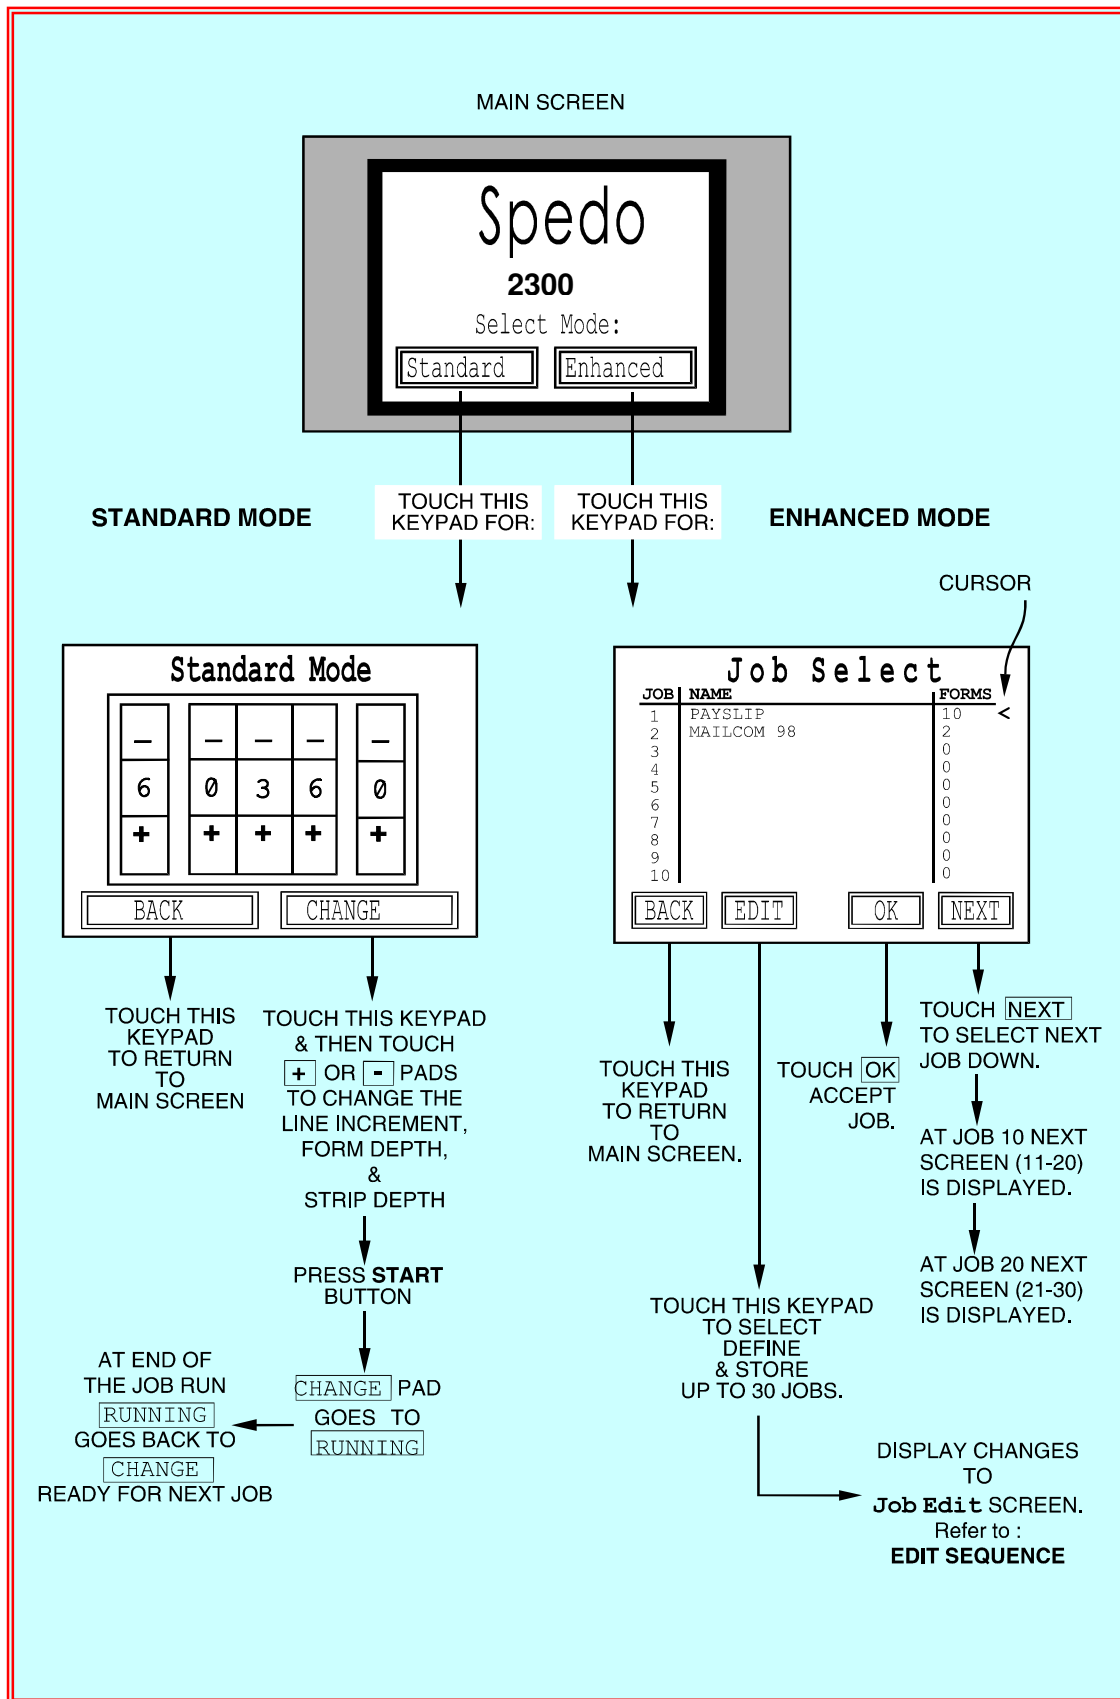 MAIN SCREEN
Spedo
2300
Select Mode:
Standard
Enhanced
STANDARD MODE
TOUCH THIS
KEYPAD FOR:
TOUCH THIS
KEYPAD FOR:
ENHANCED MODE
CURSOR
Standard Mode
− − − − −
6 0 3 6 0
+ + + + +
BACK
CHANGE
TOUCH THIS
KEYPAD
TO RETURN
TO
MAIN SCREEN
TOUCH THIS KEYPAD
& THEN TOUCH
+ OR - PADS
TO CHANGE THE
LINE INCREMENT,
FORM DEPTH,
&
STRIP DEPTH
PRESS START
BUTTON
CHANGE PAD
GOES TO
RUNNING
AT END OF
THE JOB RUN
RUNNING
GOES BACK TO
CHANGE
READY FOR NEXT JOB
Job Select
JOB NAME FORMS
1 PAYSLIP 10 <
2 MAILCOM 98 2
3 0
4 0
5 0
6 0
7 0
8 0
9 0
10 0
BACK
EDIT
OK
NEXT
TOUCH THIS
KEYPAD
TO RETURN
TO
MAIN SCREEN.
TOUCH THIS KEYPAD
TO SELECT
DEFINE
& STORE
UP TO 30 JOBS.
TOUCH OK
ACCEPT
JOB.
TOUCH NEXT
TO SELECT NEXT
JOB DOWN.
AT JOB 10 NEXT
SCREEN (11-20)
IS DISPLAYED.
AT JOB 20 NEXT
SCREEN (21-30)
IS DISPLAYED.
DISPLAY CHANGES
TO
Job Edit SCREEN.
Refer to :
EDIT SEQUENCE